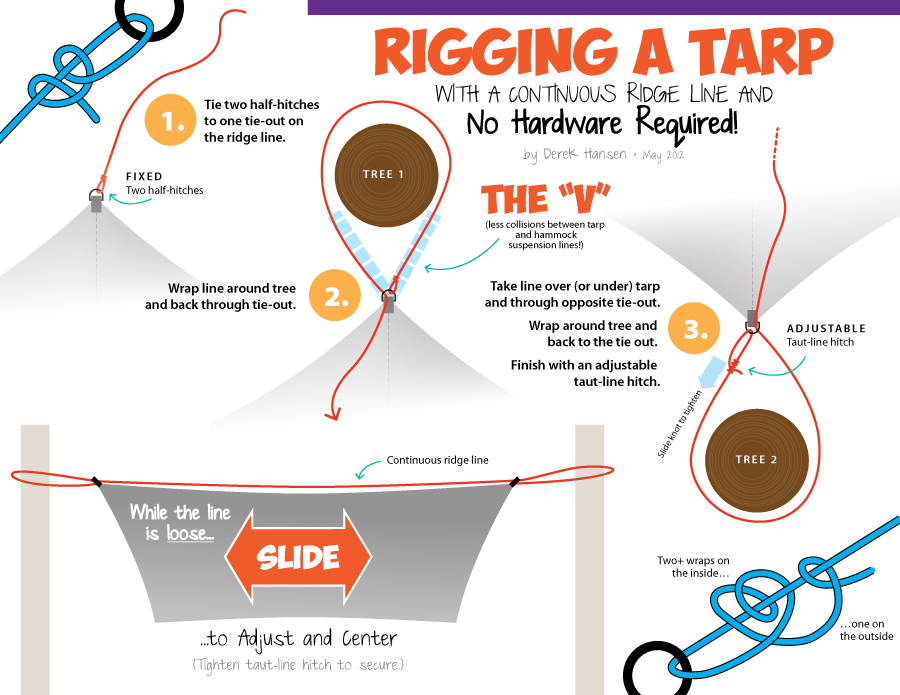 RIGGING A TARP
WITH A CONTINUOUS RIDGE LINE AND
No Hardware Required!
by Derek Hansen • May 2012
1.
Tie two half-hitches
to one tie-out on
the ridge line.
FIXED
Two half-hitches
TREE 1
THE "V"
(less collisions between tarp
and hammock
suspension lines!)
Wrap line around tree
and back through tie-out.
2.
Take line over (or under) tarp
and through opposite tie-out.
Wrap around tree and
back to the tie out.
Finish with an adjustable
taut-line hitch.
3.
ADJUSTABLE
Taut-line hitch
Slide knot to tighten
TREE 2
Continuous ridge line
While the line
is loose...
SLIDE
...to Adjust and Center
(Tighten taut-line hitch to secure.)
Two+ wraps on
the inside...
...one on
the outside